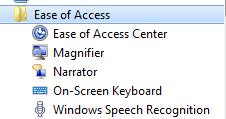 Ease of Access
Ease of Access Center
Magnifier
Narrator
On-Screen Keyboard
Windows Speech Recognition